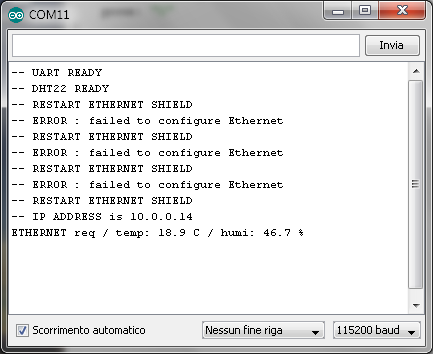 COM11
Invia
-- UART READY
-- DHT22 READY
-- RESTART ETHERNET SHIELD
-- ERROR : failed to configure Ethernet
-- RESTART ETHERNET SHIELD
-- ERROR : failed to configure Ethernet
-- RESTART ETHERNET SHIELD
-- ERROR : failed to configure Ethernet
-- RESTART ETHERNET SHIELD
-- IP ADDRESS is 10.0.0.14
ETHERNET req / temp: 18.9 C / humi: 46.7 %
Scorrimento automatico Nessun fine riga 115200 baud